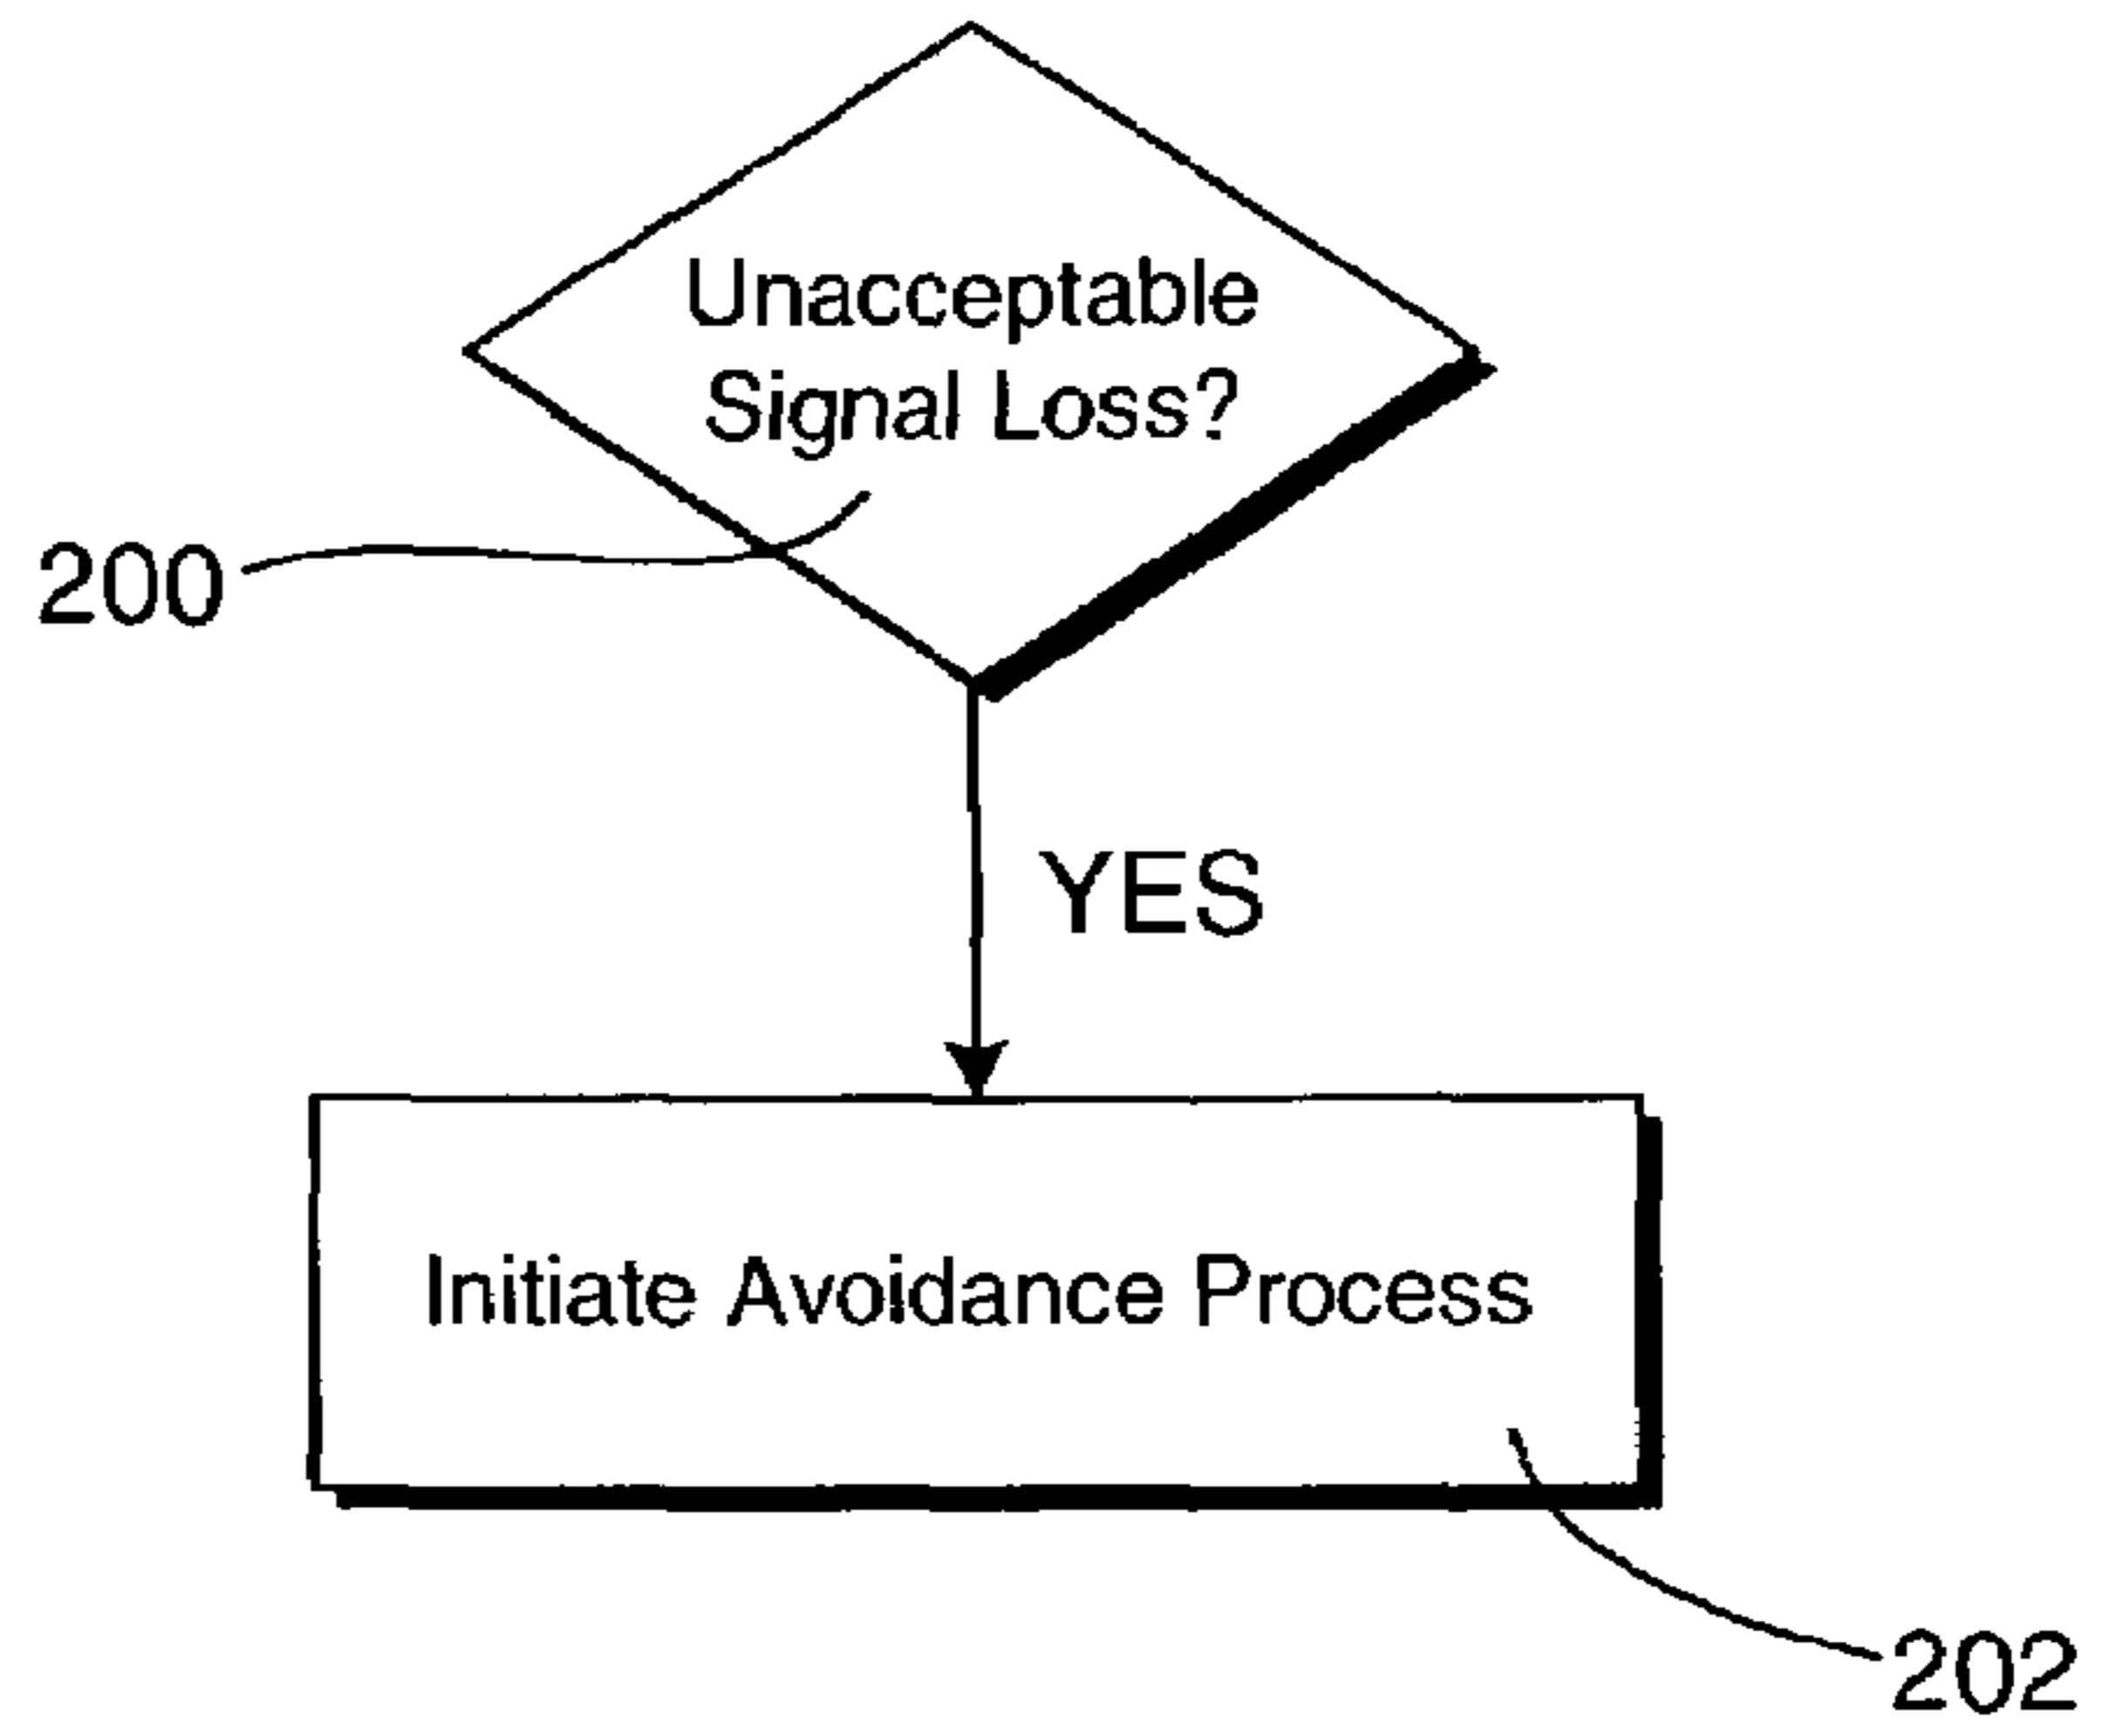 Unacceptable
Signal Loss?
200
YES
Initiate Avoidance Process
202